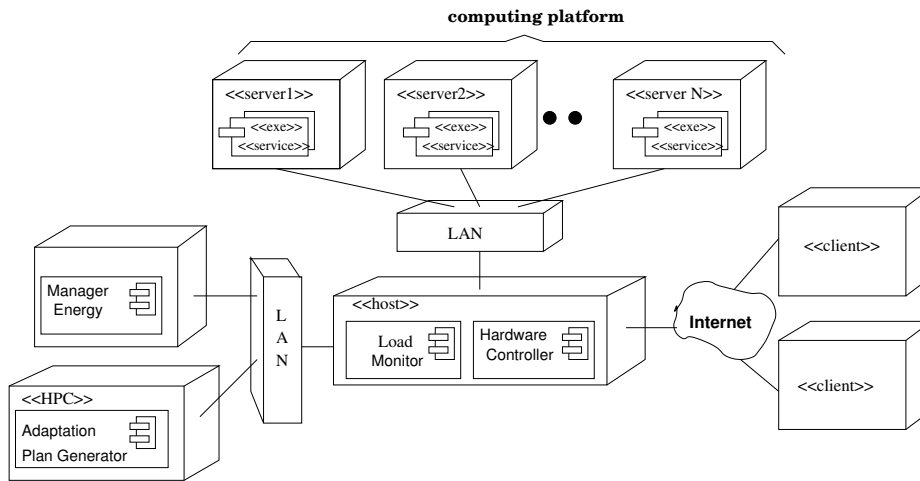 computing platform
<<server1>>
<<exe>>
<<service>>
<<server2>>
<<exe>>
<<service>>
<<server N>>
<<exe>>
<<service>>
LAN
<<client>>
Manager
Energy
L
A
N
<<host>>
Load
Monitor
Hardware
Controller
Internet
<<client>>
<<HPC>>
Adaptation
Plan Generator